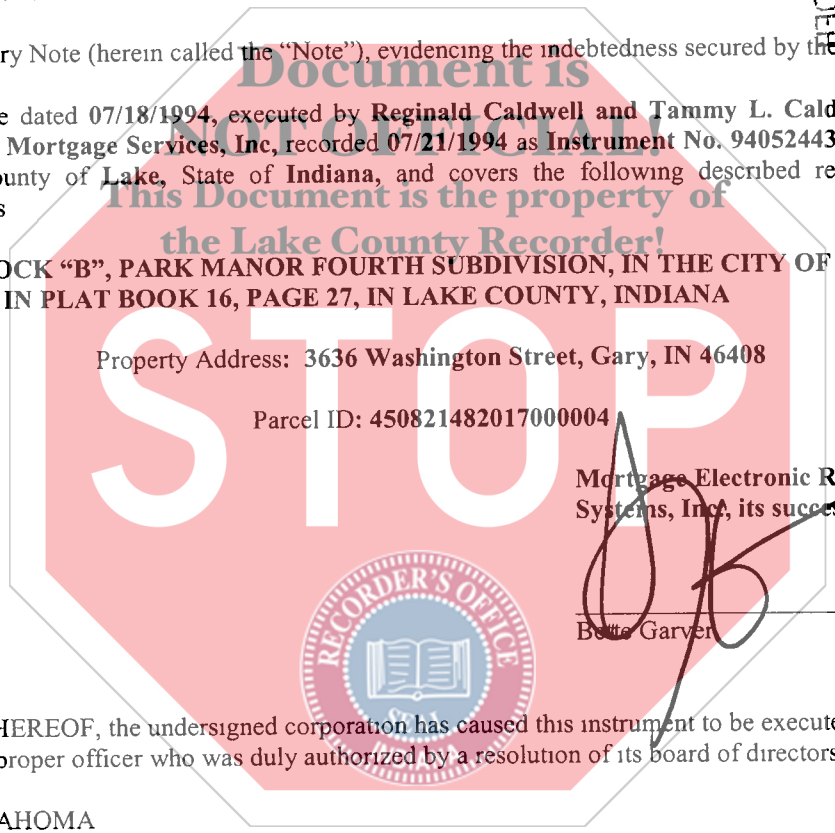 ry Note (herein called the “Note”), evidencing the indebtedness secured by the
Document is
e dated 07/18/1994, executed by Reginald Caldwell and Tammy L. Cald
NOT OFFICIAL!
Mortgage Services, Inc, recorded 07/21/1994 as Instrument No. 94052443
ounty of Lake, State of Indiana, and covers the following described re
This Document is the property of
s
the Lake County Recorder!
OCK “B”, PARK MANOR FOURTH SUBDIVISION, IN THE CITY OF
IN PLAT BOOK 16, PAGE 27, IN LAKE COUNTY, INDIANA
STOP
Property Address: 3636 Washington Street, Gary, IN 46408
Parcel ID: 450821482017000004
Mortgage Electronic R
Systems, Inc., its succes
Bette Garver
RECORDER'S OFFICE
SEAL
INDIANA
HEREOF, the undersigned corporation has caused this instrument to be execute
proper officer who was duly authorized by a resolution of its board of directors
AHOMA